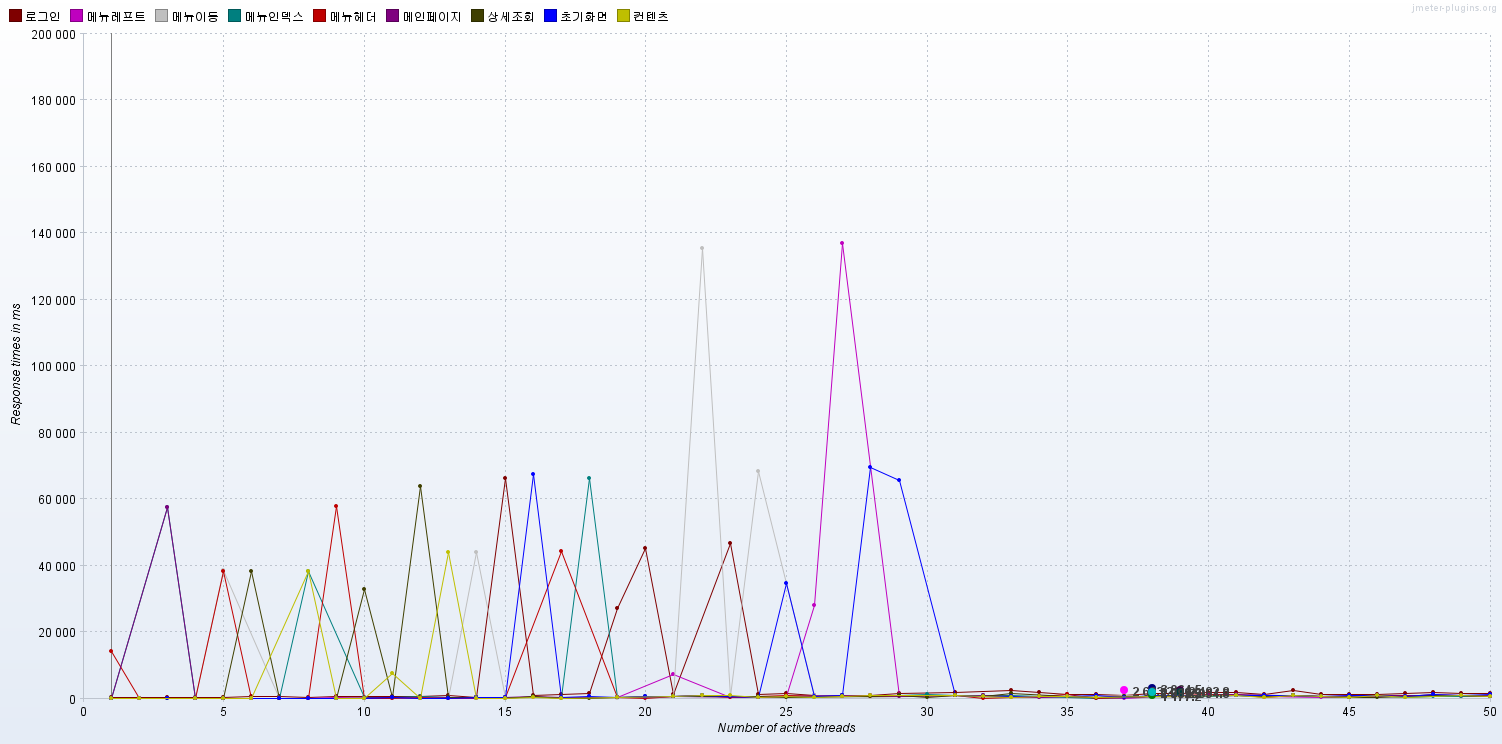 로그인 메뉴레프트 메뉴이동 메뉴인덱스 메뉴헤더 메인페이지 상세조회 초기화면 컨텐츠
jmeter-plugins.org
200 000
180 000
160 000
140 000
120 000
100 000
80 000
60 000
40 000
20 000
0
Response times in ms
0 5 10 15 20 25 30 35 40 45 50
Number of active threads